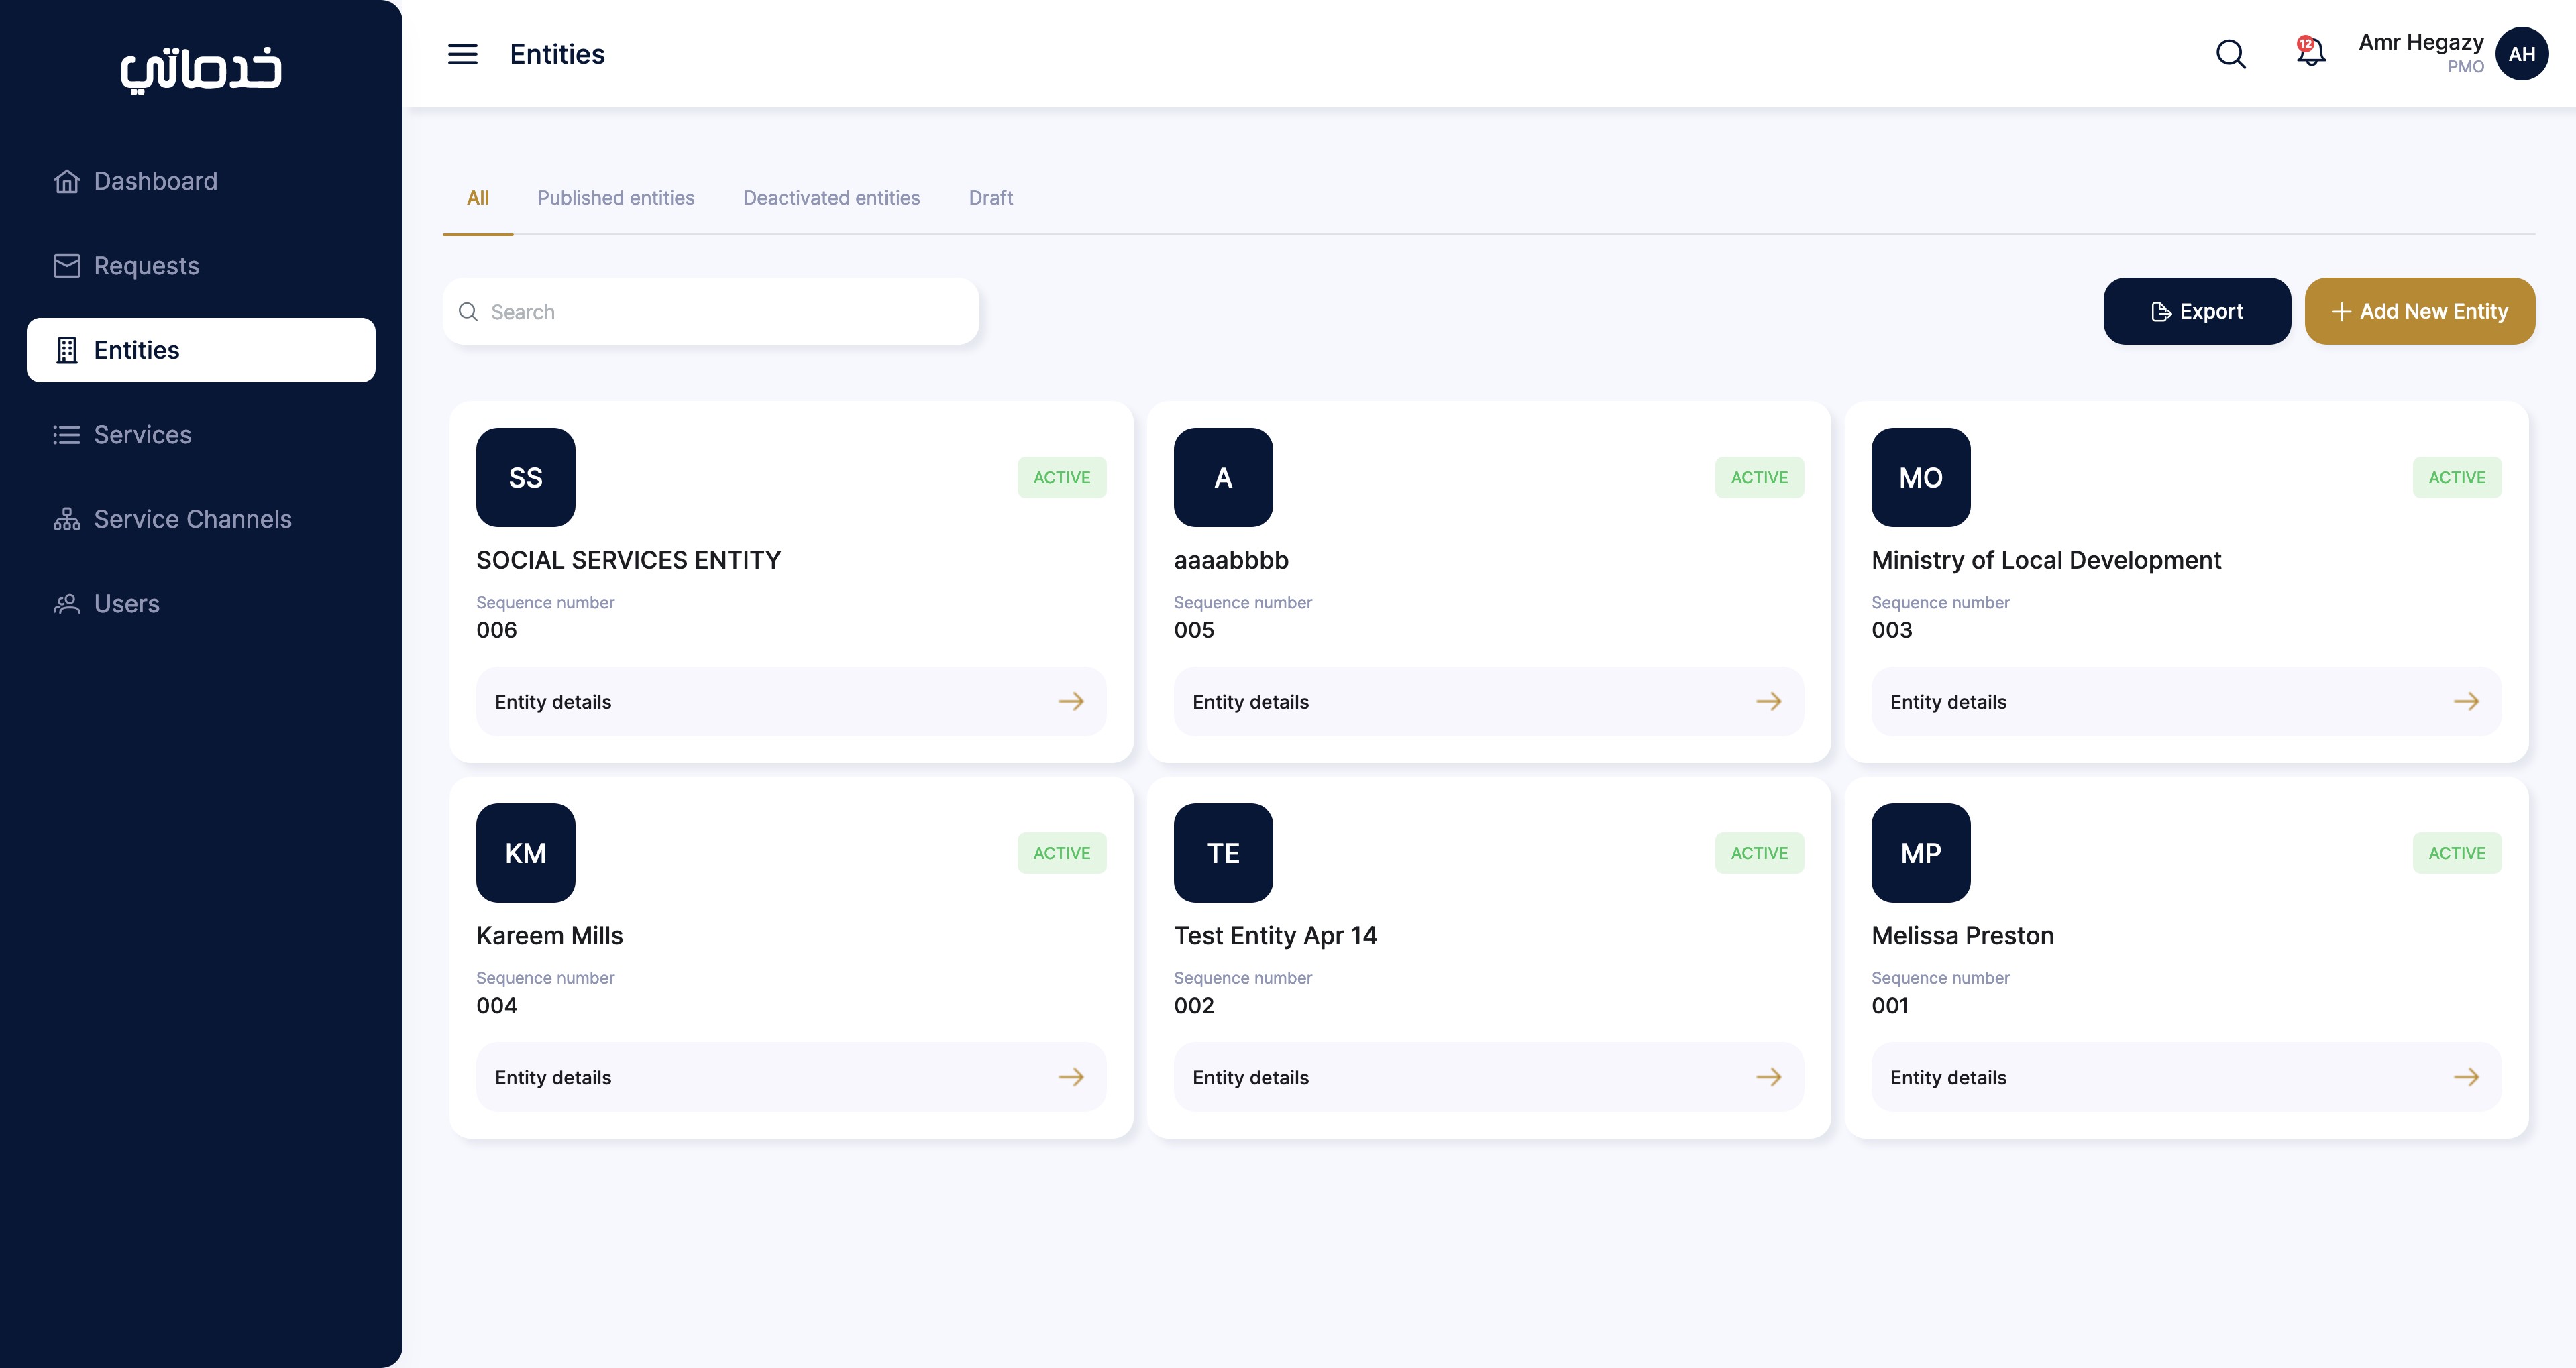 خدماتي
Dashboard
Requests
Entities
Services
Service Channels
Users
Entities
12
Amr Hegazy
PMO
AH
All
Published entities
Deactivated entities
Draft
Search
Export
Add New Entity
SS
ACTIVE
SOCIAL SERVICES ENTITY
Sequence number
006
Entity details
A
ACTIVE
aaaabbbb
Sequence number
005
Entity details
MO
ACTIVE
Ministry of Local Development
Sequence number
003
Entity details
KM
ACTIVE
Kareem Mills
Sequence number
004
Entity details
TE
ACTIVE
Test Entity Apr 14
Sequence number
002
Entity details
MP
ACTIVE
Melissa Preston
Sequence number
001
Entity details